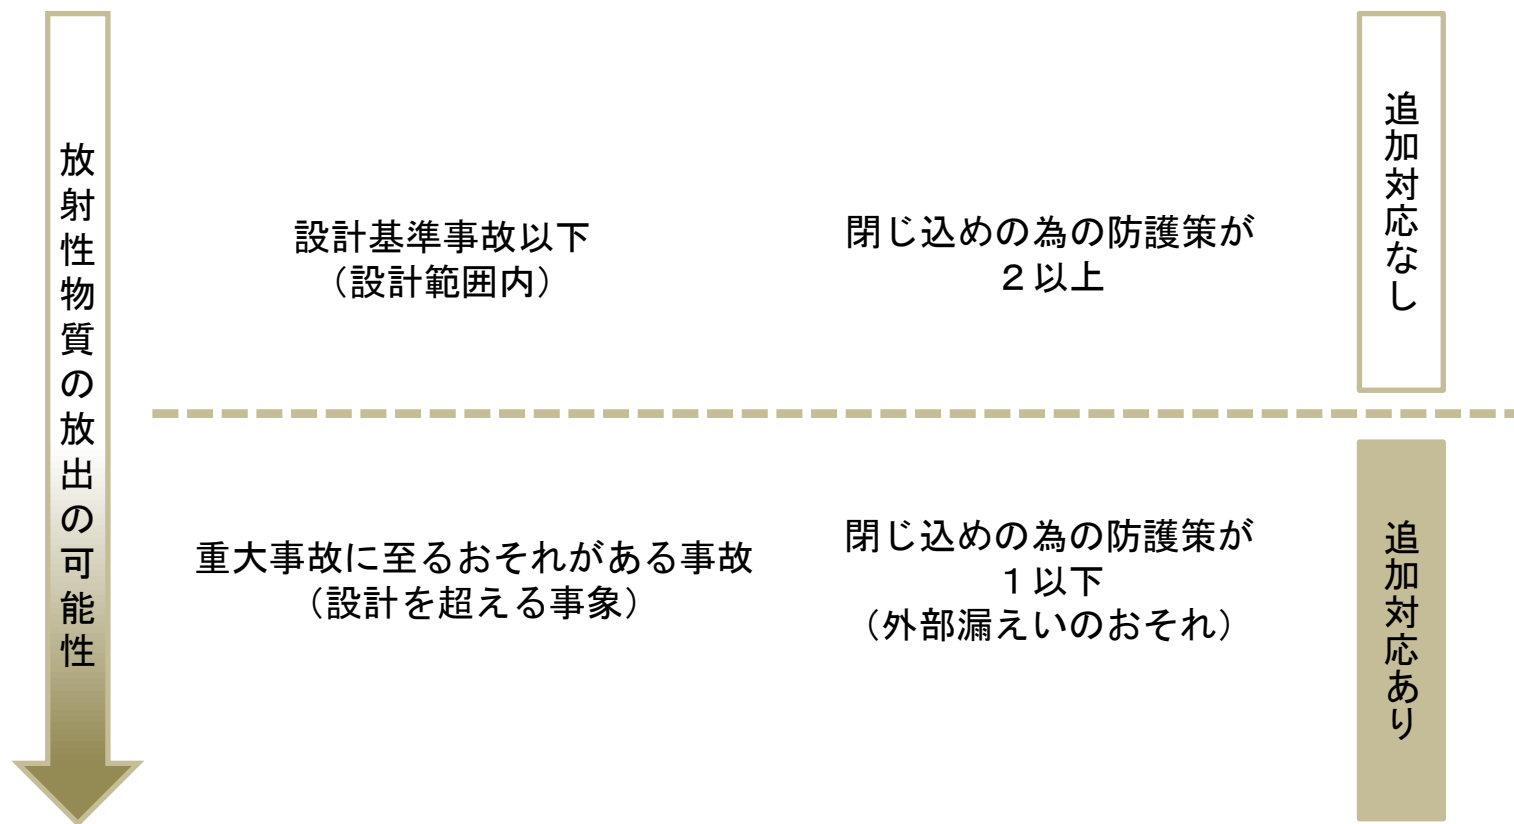 放射性物質の放出の可能性
設計基準事故以下
（設計範囲内）
閉じ込めの為の防護策が
２以上
追加対応なし
重大事故に至るおそれがある事故
（設計を超える事象）
閉じ込めの為の防護策が
１以下
（外部漏えいのおそれ）
追加対応あり